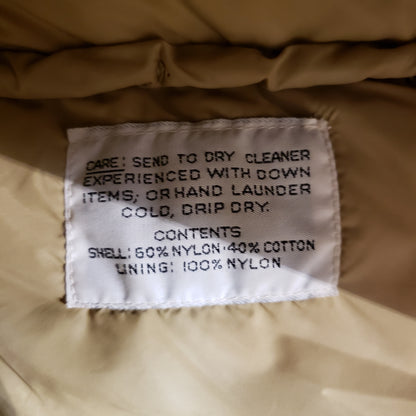 CARE: SEND TO DRY CLEANER
EXPERIENCED WITH DOWN
ITEMS, OR HAND LAUNDER
COLD, DRIP DRY.
CONTENTS
SHELL: 60% NYLON · 40% COTTON
LINING: 100% NYLON